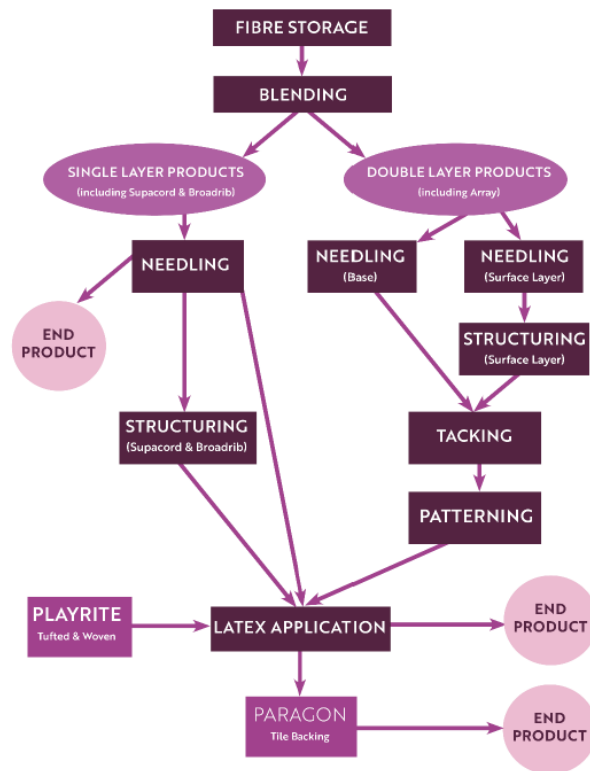 FIBRE STORAGE
BLENDING
SINGLE LAYER PRODUCTS
(including Supacord & Broadrib)
DOUBLE LAYER PRODUCTS
(including Array)
NEEDLING
NEEDLING
(Base)
NEEDLING
(Surface Layer)
END
PRODUCT
STRUCTURING
(Surface Layer)
STRUCTURING
(Supacord & Broadrib)
TACKING
PATTERNING
PLAYRITE
Tufted & Woven
LATEX APPLICATION
END
PRODUCT
PARAGON
Tile Backing
END
PRODUCT